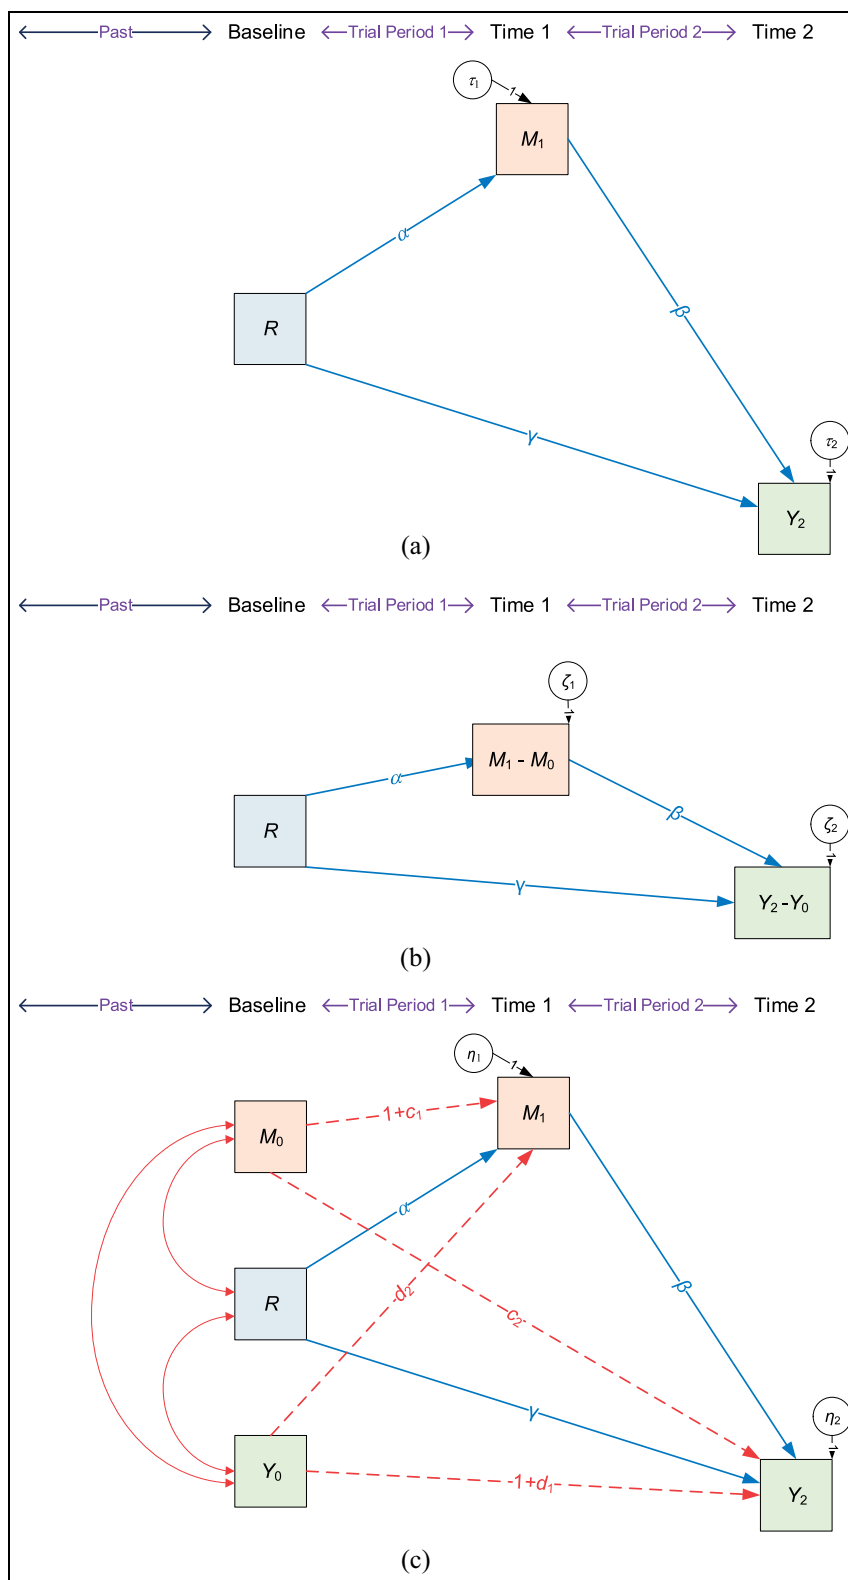 Past Baseline Trial Period 1 Time 1 Trial Period 2 Time 2
τ1
1
M1
α
R
β
γ
τ2
1
Y2
(a)
Past Baseline Trial Period 1 Time 1 Trial Period 2 Time 2
ζ1
1
M1 - M0
α
R
β
ζ2
1
γ
Y2 - Y0
(b)
Past Baseline Trial Period 1 Time 1 Trial Period 2 Time 2
η1
1
M0
1+c1
M1
α
R
d2
c2
β
γ
η2
1
Y0
1+d1
Y2
(c)